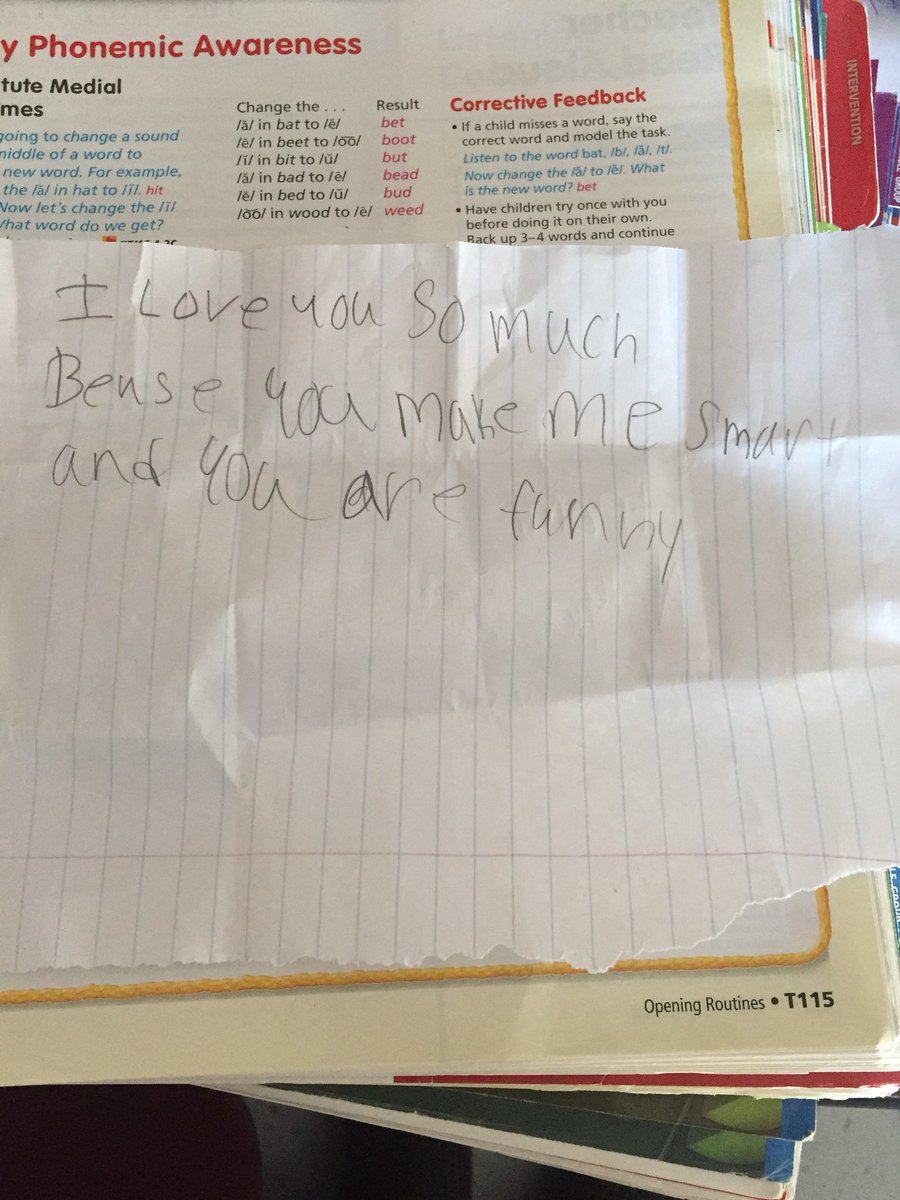 y Phonemic Awareness
tute Medial
mes
going to change a sound
middle of a word to
new word. For example,
the /ă/ in hat to /ĭ/. hit
Now let's change the /ĭ/
What word do we get?
Change the . . . Result
/ă/ in bat to /ĕ/ bet
/ē/ in beet to /o͞o/ boot
/ĭ/ in bit to /ŭ/ but
/ă/ in bad to /ē/ bead
/ĕ/ in bed to /ŭ/ bud
/o͝o/ in wood to /ē/ weed
Corrective Feedback
• If a child misses a word, say the
correct word and model the task.
Listen to the word bat, /b/, /ă/, /t/.
Now change the /ă/ to /ĕ/. What
is the new word? bet
• Have children try once with you
before doing it on their own.
Back up 3–4 words and continue
INTERVENTION
I Love you So much
Bense you make me smart
and you are funny
Opening Routines • T115